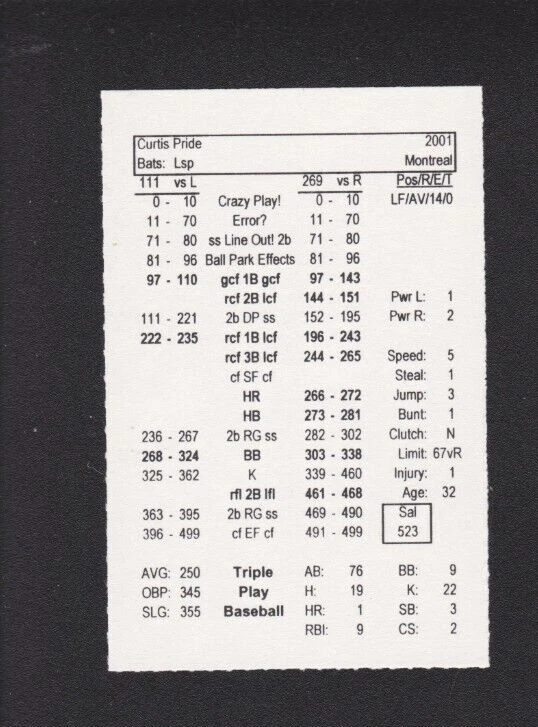 Curtis Pride 2001
Bats: Lsp Montreal
111 vs L 269 vs R Pos/R/E/T
0 - 10 Crazy Play! 0 - 10 LF/AV/14/0
11 - 70 Error? 11 - 70
71 - 80 ss Line Out! 2b 71 - 80
81 - 96 Ball Park Effects 81 - 96
97 - 110 gcf 1B gcf 97 - 143
rcf 2B lcf 144 - 151 Pwr L: 1
111 - 221 2b DP ss 152 - 195 Pwr R: 2
222 - 235 rcf 1B lcf 196 - 243
rcf 3B lcf 244 - 265 Speed: 5
cf SF cf Steal: 1
HR 266 - 272 Jump: 3
HB 273 - 281 Bunt: 1
236 - 267 2b RG ss 282 - 302 Clutch: N
268 - 324 BB 303 - 338 Limit: 67vR
325 - 362 K 339 - 460 Injury: 1
rfl 2B lfl 461 - 468 Age: 32
363 - 395 2b RG ss 469 - 490 Sal
396 - 499 cf EF cf 491 - 499 523
AVG: 250 Triple AB: 76 BB: 9
OBP: 345 Play H: 19 K: 22
SLG: 355 Baseball HR: 1 SB: 3
RBI: 9 CS: 2